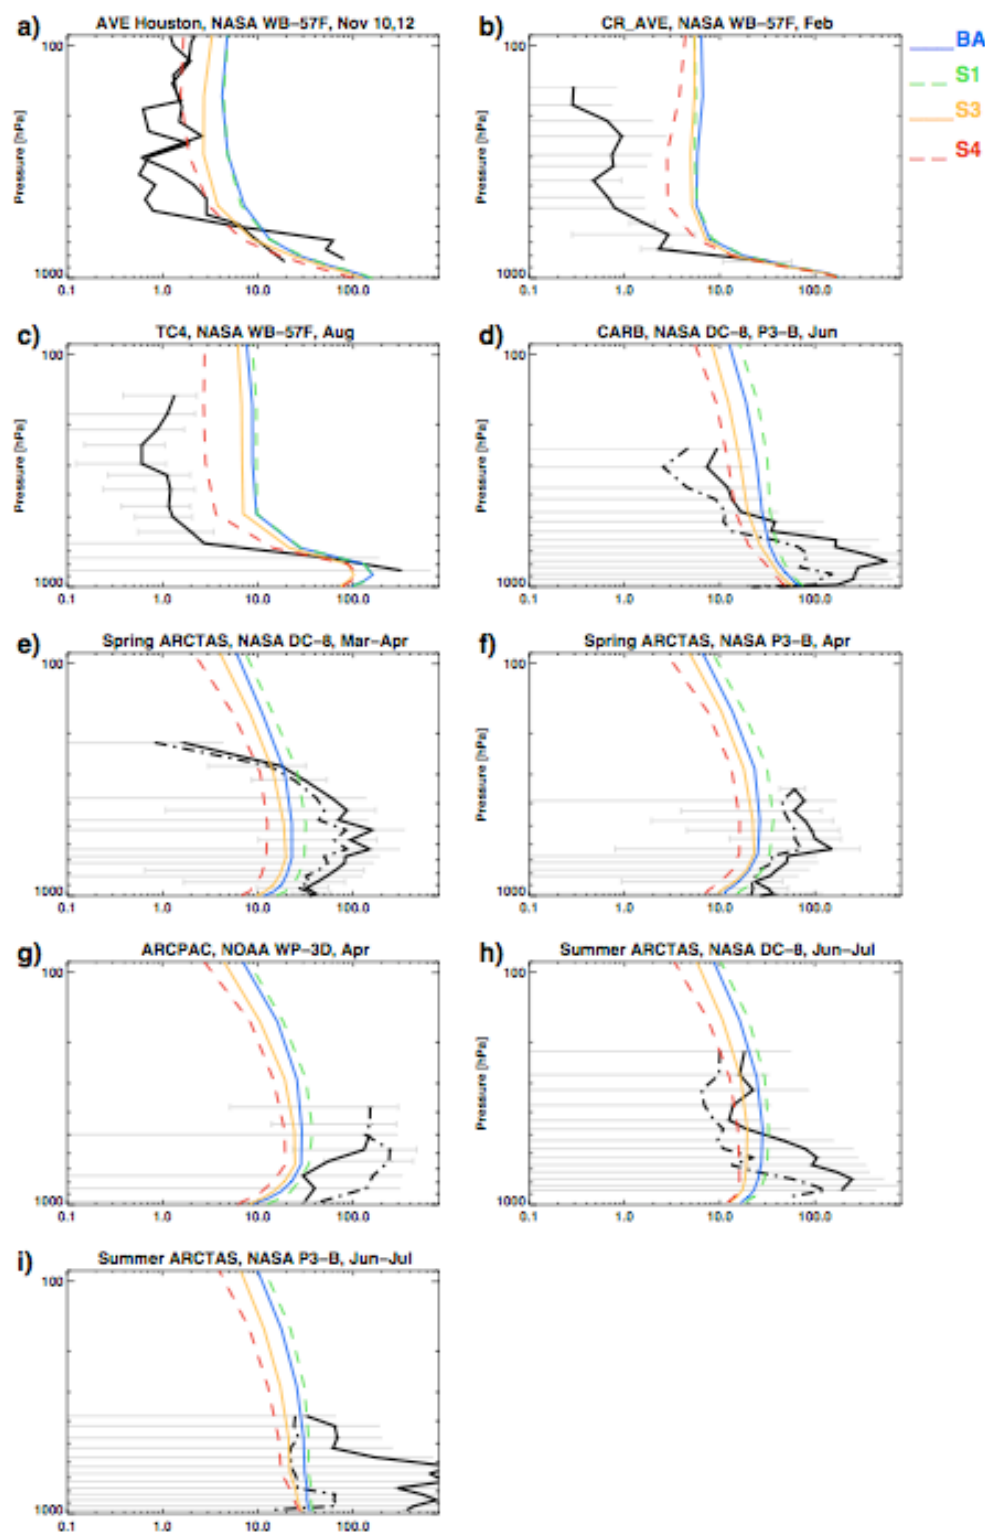 a) AVE Houston, NASA WB-57F, Nov 10,12
Pressure [hPa]
100
1000
0.1 1.0 10.0 100.0
b) CR_AVE, NASA WB-57F, Feb
Pressure [hPa]
100
1000
0.1 1.0 10.0 100.0
BA
S1
S3
S4
c) TC4, NASA WB-57F, Aug
Pressure [hPa]
100
1000
0.1 1.0 10.0 100.0
d) CARB, NASA DC-8, P3-B, Jun
Pressure [hPa]
100
1000
0.1 1.0 10.0 100.0
e) Spring ARCTAS, NASA DC-8, Mar-Apr
100
1000
0.1 1.0 10.0 100.0
f) Spring ARCTAS, NASA P3-B, Apr
100
1000
0.1 1.0 10.0 100.0
g) ARCPAC, NOAA WP-3D, Apr
100
1000
0.1 1.0 10.0 100.0
h) Summer ARCTAS, NASA DC-8, Jun-Jul
Pressure [hPa]
100
1000
0.1 1.0 10.0 100.0
i) Summer ARCTAS, NASA P3-B, Jun-Jul
100
1000
0.1 1.0 10.0 100.0